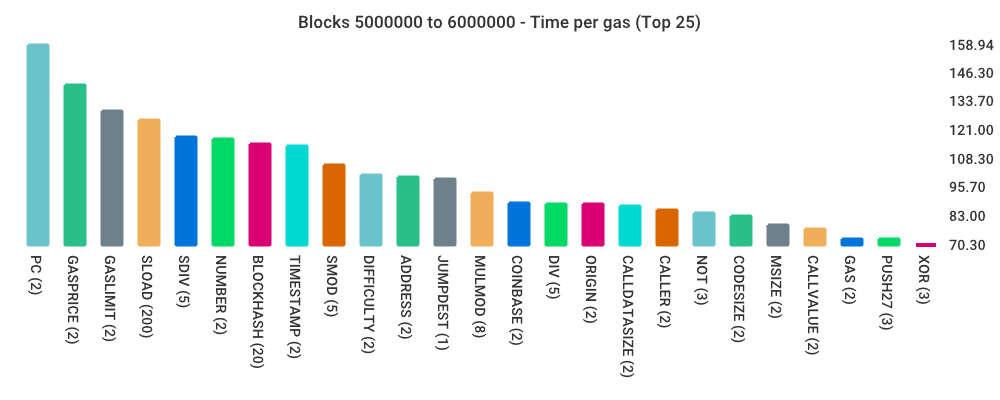 Blocks 5000000 to 6000000 - Time per gas (Top 25)
158.94
146.30
133.70
121.00
108.30
95.70
83.00
70.30
PC (2)
GASPRICE (2)
GASLIMIT (2)
SLOAD (200)
SDIV (5)
NUMBER (2)
BLOCKHASH (20)
TIMESTAMP (2)
SMOD (5)
DIFFICULTY (2)
ADDRESS (2)
JUMPDEST (1)
MULMOD (8)
COINBASE (2)
DIV (5)
ORIGIN (2)
CALLDATASIZE (2)
CALLER (2)
NOT (3)
CODESIZE (2)
MSIZE (2)
CALLVALUE (2)
GAS (2)
PUSH27 (3)
XOR (3)